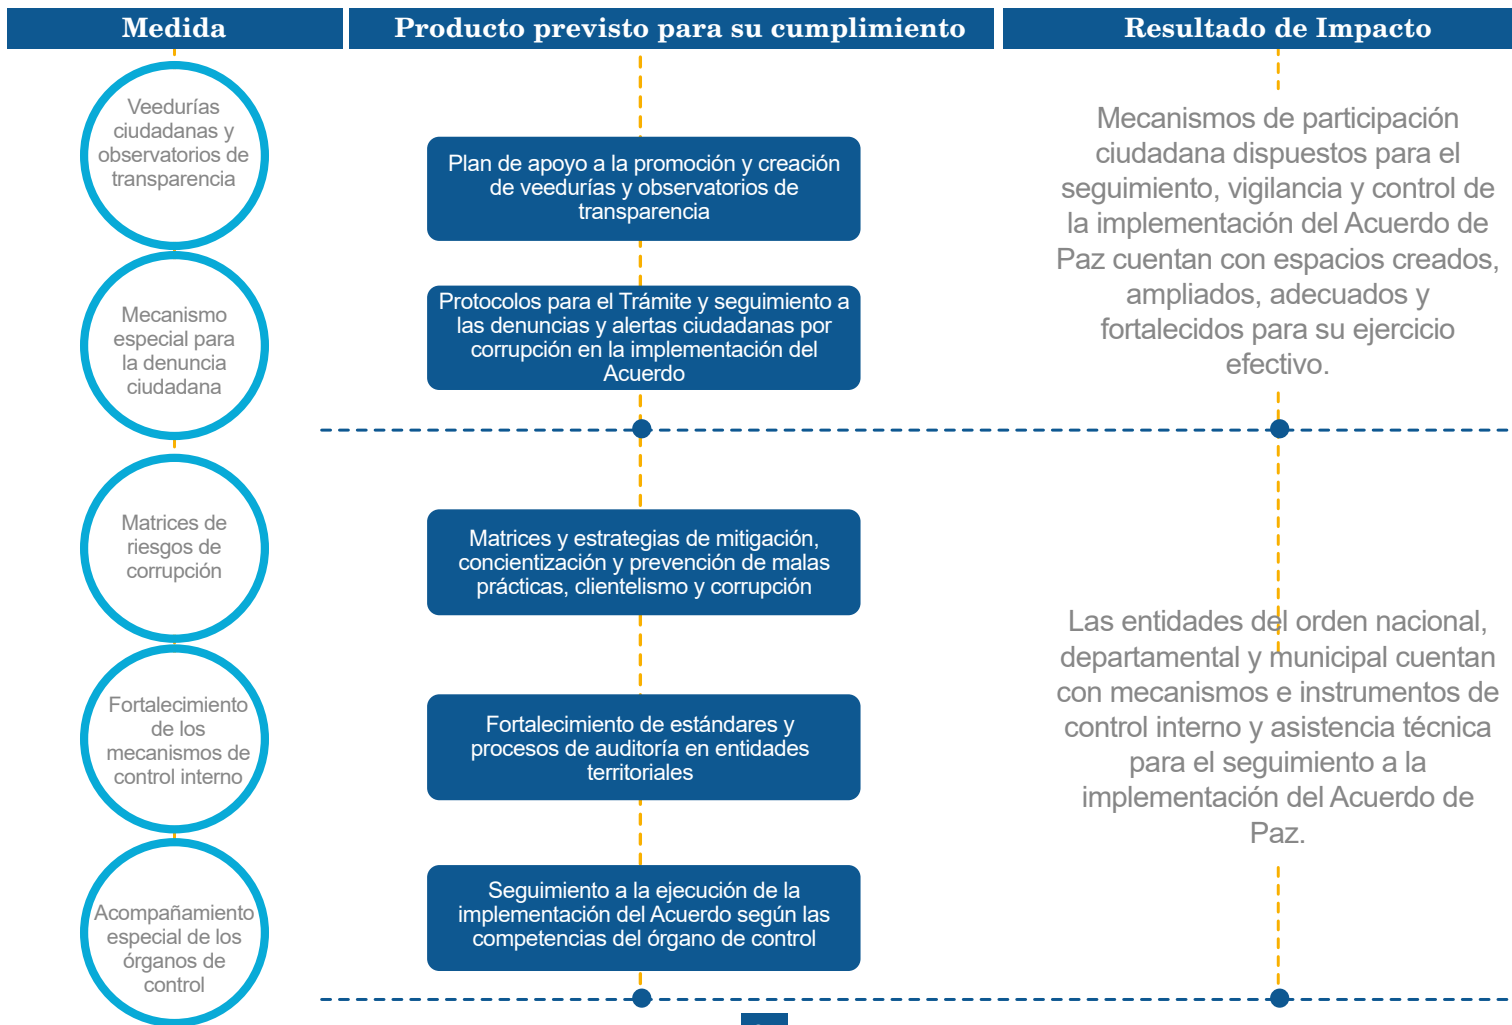 Medida
Producto previsto para su cumplimiento
Resultado de Impacto
Veedurías
ciudadanas y
observatorios de
transparencia
Plan de apoyo a la promoción y creación
de veedurías y observatorios de
transparencia
Mecanismos de participación
ciudadana dispuestos para el
seguimiento, vigilancia y control de
la implementación del Acuerdo de
Paz cuentan con espacios creados,
ampliados, adecuados y
fortalecidos para su ejercicio
efectivo.
Mecanismo
especial para
la denuncia
ciudadana
Protocolos para el Trámite y seguimiento a
las denuncias y alertas ciudadanas por
corrupción en la implementación del
Acuerdo
Matrices de
riesgos de
corrupción
Matrices y estrategias de mitigación,
concientización y prevención de malas
prácticas, clientelismo y corrupción
Las entidades del orden nacional,
departamental y municipal cuentan
con mecanismos e instrumentos de
control interno y asistencia técnica
para el seguimiento a la
implementación del Acuerdo de
Paz.
Fortalecimiento
de los
mecanismos de
control interno
Fortalecimiento de estándares y
procesos de auditoría en entidades
territoriales
Acompañamiento
especial de los
órganos de
control
Seguimiento a la ejecución de la
implementación del Acuerdo según las
competencias del órgano de control